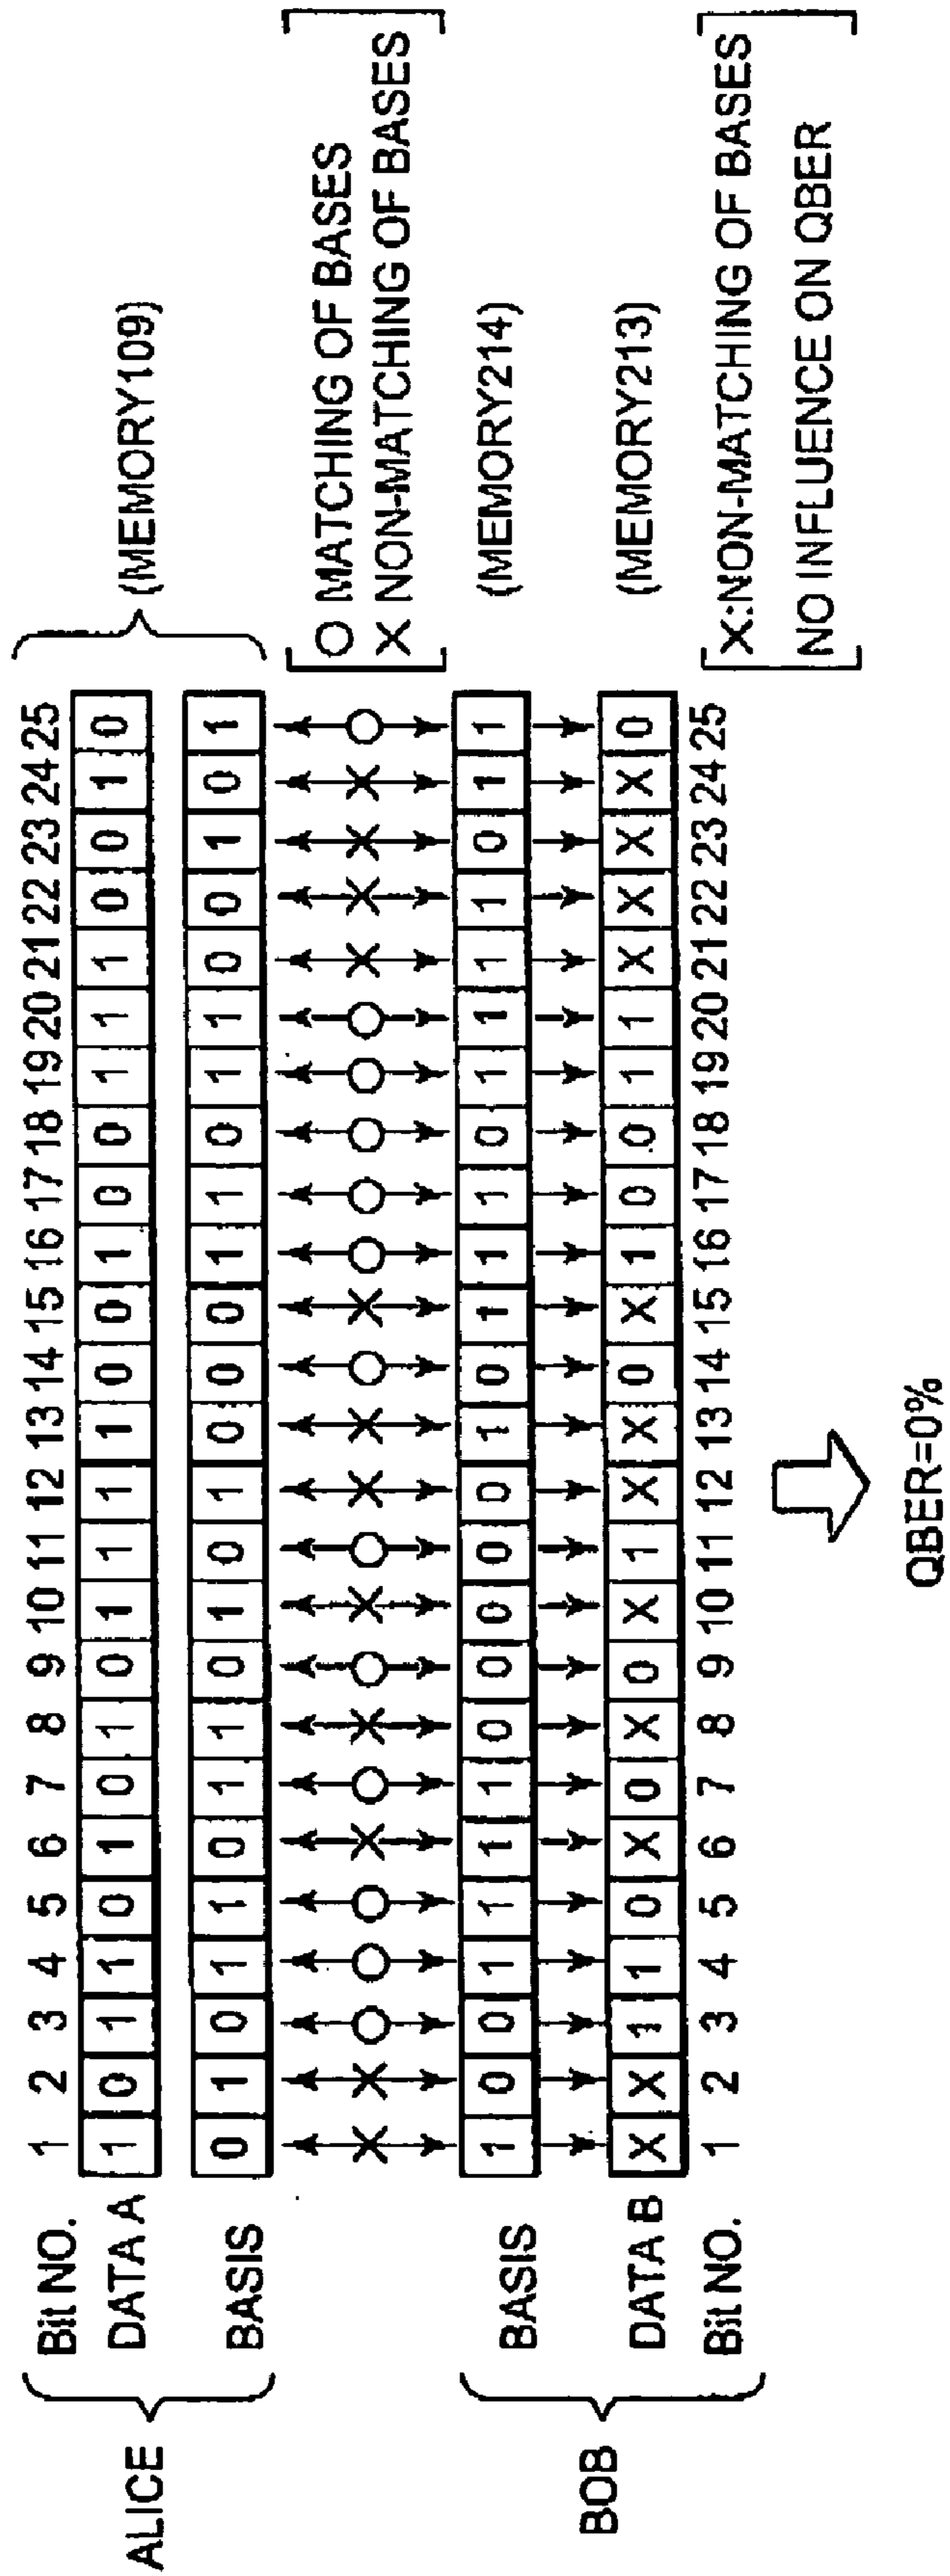 Bit NO. 1 2 3 4 5 6 7 8 9 10 11 12 13 14 15 16 17 18 19 20 21 22 23 24 25
ALICE
DATA A 1 0 1 1 0 1 0 1 0 1 1 1 1 0 0 1 0 0 1 1 1 0 0 1 0
(MEMORY109)
BASIS 0 1 0 1 1 0 1 1 0 1 0 1 0 0 0 1 1 0 1 1 0 0 1 0 1
X X O O O X O X O X O X X O X O O O O O X X X X O
O MATCHING OF BASES
X NON-MATCHING OF BASES
BOB
BASIS 1 0 0 1 1 1 1 0 0 0 0 0 1 0 1 1 1 0 1 1 1 1 0 1 1 (MEMORY214)
DATA B X X 1 1 0 X 0 X 0 X 1 X X 0 X 1 0 0 1 1 X X X X 0 (MEMORY213)
Bit NO. 1 2 3 4 5 6 7 8 9 10 11 12 13 14 15 16 17 18 19 20 21 22 23 24 25
X:NON-MATCHING OF BASES
NO INFLUENCE ON QBER
QBER=0%